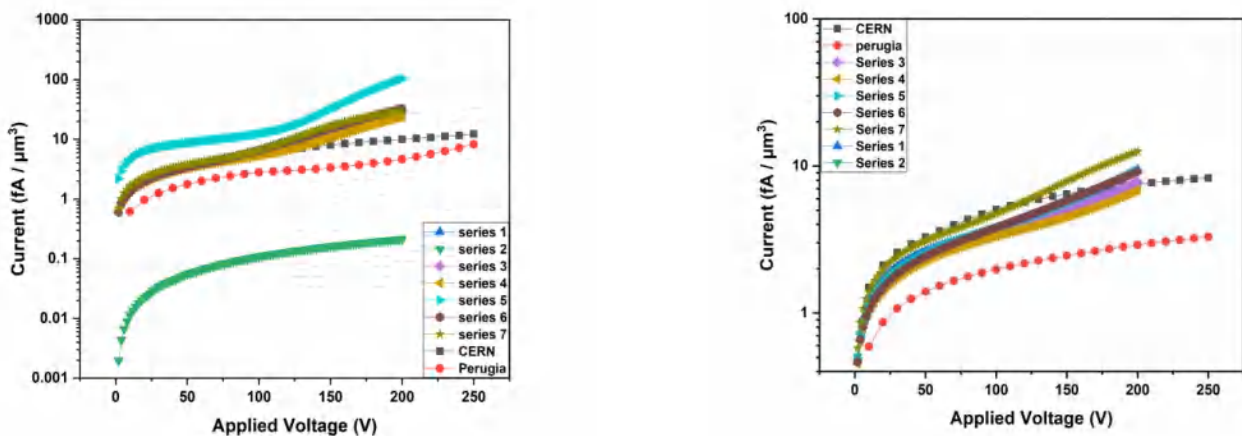 1000
100
10
1
0.1
0.01
0.001
Current (fA / μm³)
0
50
100
150
200
250
Applied Voltage (V)
series 1
series 2
series 3
series 4
series 5
series 6
series 7
CERN
Perugia
100
10
1
Current (fA / μm³)
0
50
100
150
200
250
Applied Voltage (V)
CERN
perugia
Series 3
Series 4
Series 5
Series 6
Series 7
Series 1
Series 2